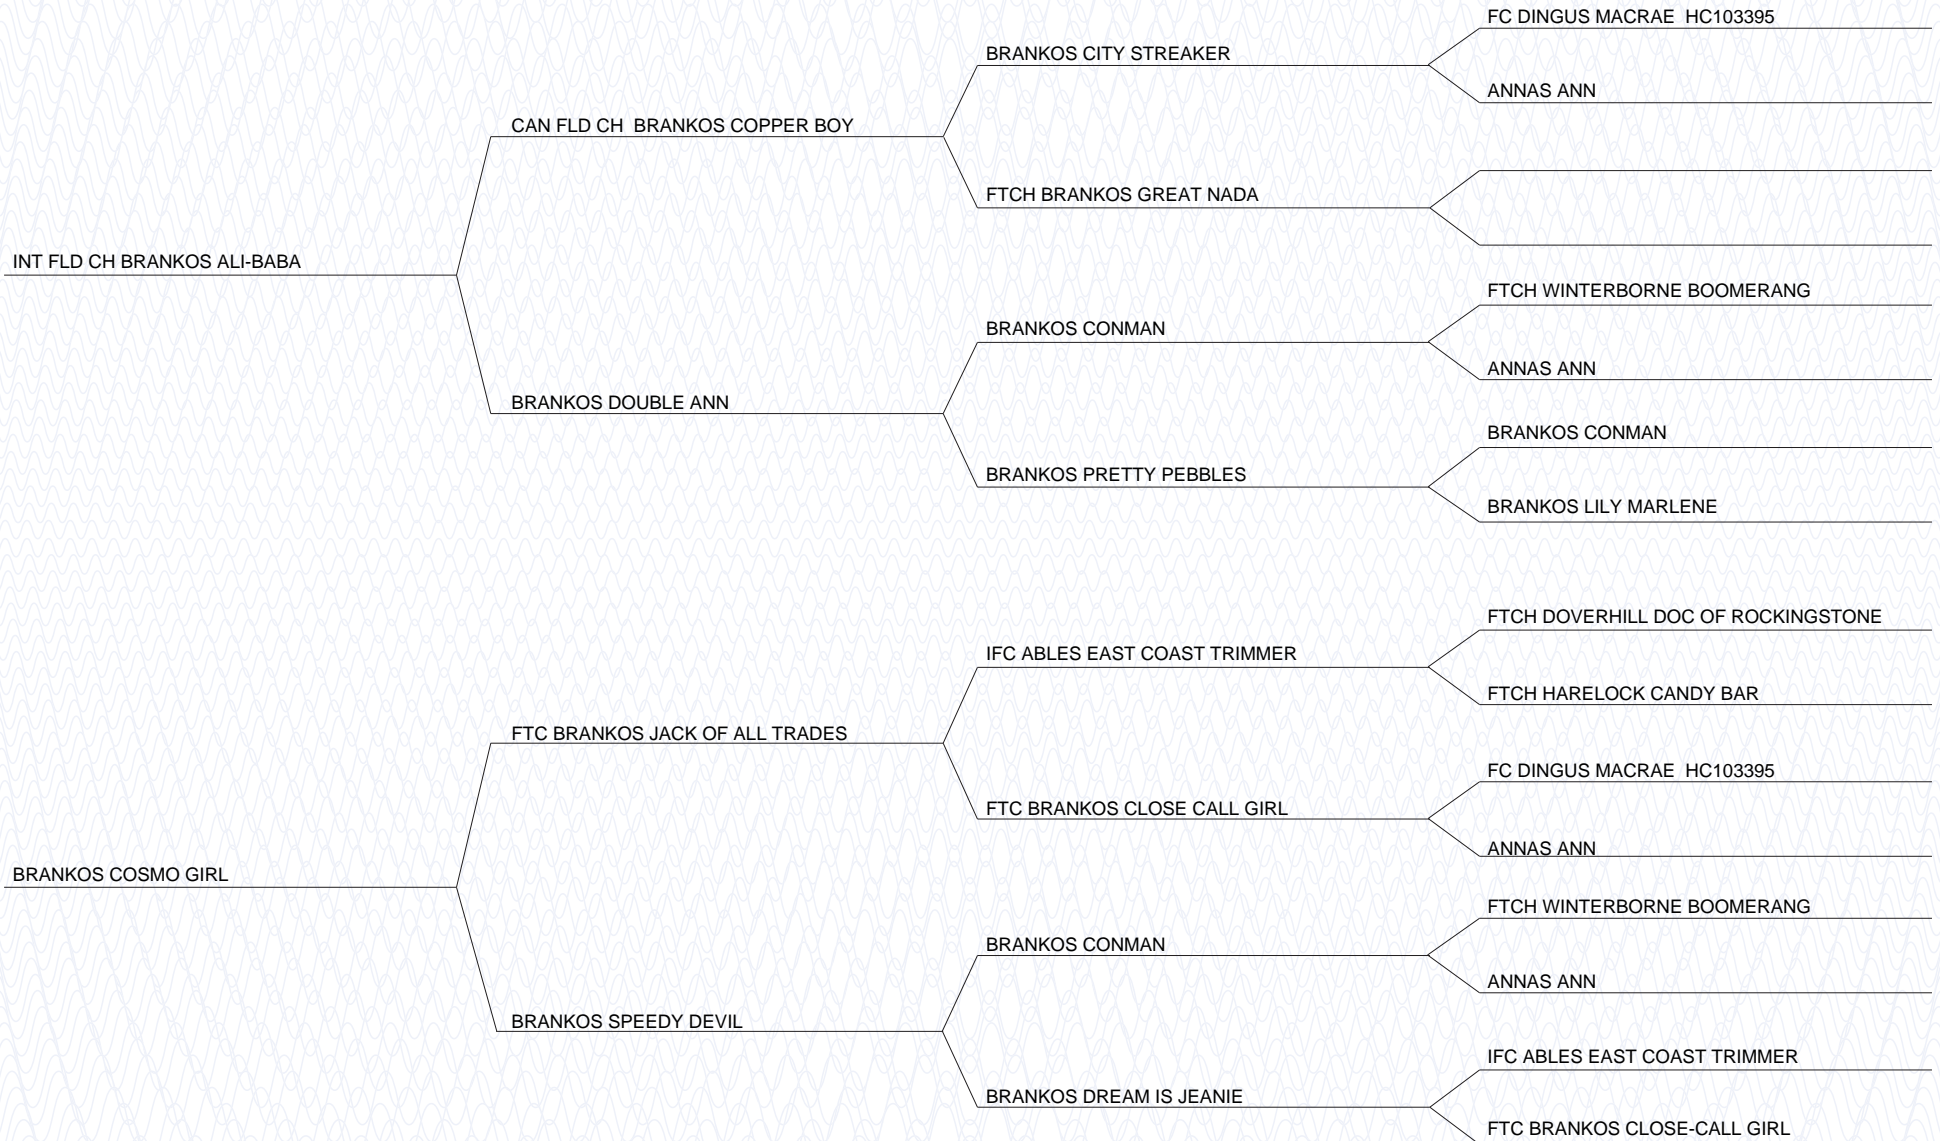 FC DINGUS MACRAE  HC103395
BRANKOS CITY STREAKER
ANNAS ANN
CAN FLD CH  BRANKOS COPPER BOY
FTCH BRANKOS GREAT NADA
INT FLD CH BRANKOS ALI-BABA
FTCH WINTERBORNE BOOMERANG
BRANKOS CONMAN
ANNAS ANN
BRANKOS DOUBLE ANN
BRANKOS CONMAN
BRANKOS PRETTY PEBBLES
BRANKOS LILY MARLENE
FTCH DOVERHILL DOC OF ROCKINGSTONE
IFC ABLES EAST COAST TRIMMER
FTCH HARELOCK CANDY BAR
FTC BRANKOS JACK OF ALL TRADES
FC DINGUS MACRAE  HC103395
FTC BRANKOS CLOSE CALL GIRL
ANNAS ANN
BRANKOS COSMO GIRL
FTCH WINTERBORNE BOOMERANG
BRANKOS CONMAN
ANNAS ANN
BRANKOS SPEEDY DEVIL
IFC ABLES EAST COAST TRIMMER
BRANKOS DREAM IS JEANIE
FTC BRANKOS CLOSE-CALL GIRL